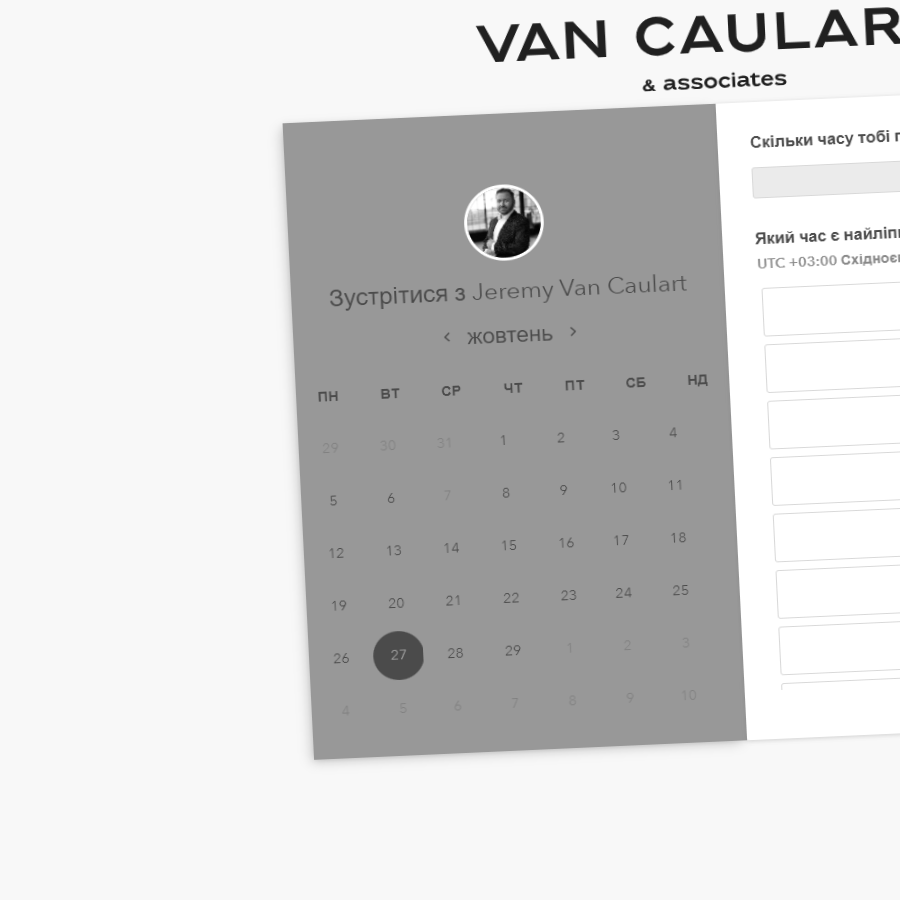 VAN CAULAR
& associates
Зустрітися з Jeremy Van Caulart
‹ жовтень ›
ПН ВТ СР ЧТ ПТ СБ НД
29 30 31 1 2 3 4
5 6 7 8 9 10 11
12 13 14 15 16 17 18
19 20 21 22 23 24 25
26 27 28 29 1 2 3
4 5 6 7 8 9 10
Скільки часу тобі
Який час є
UTC +03:00